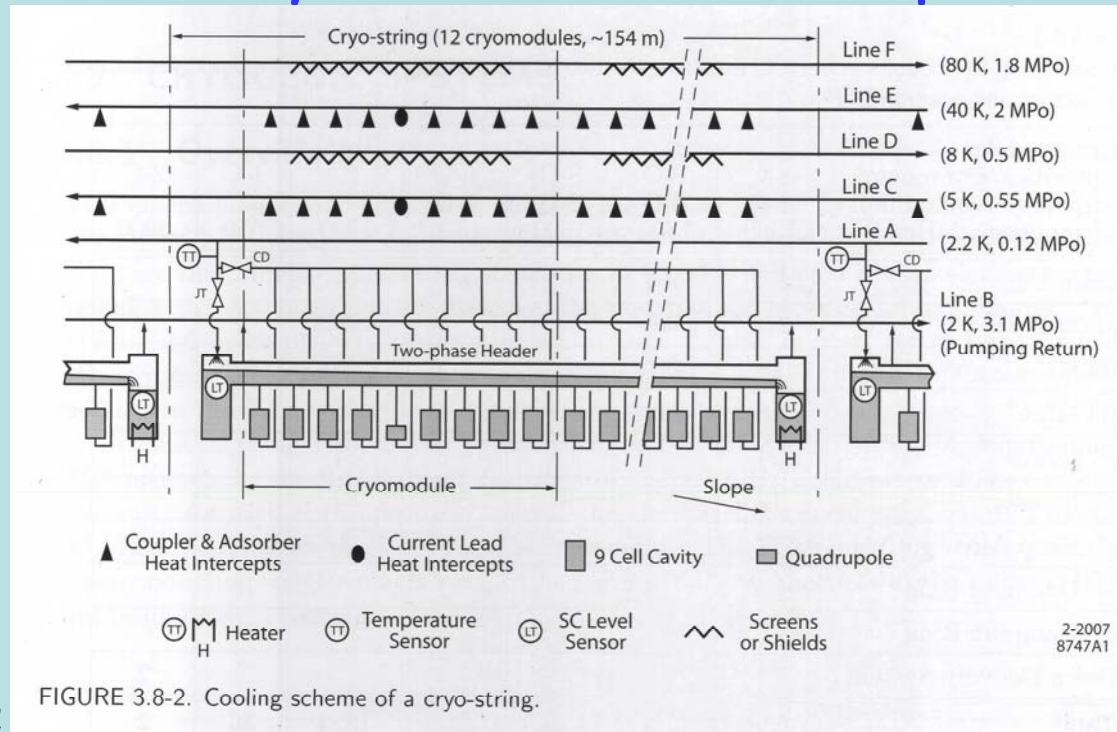 Cryo-string (12 cryomodules, ~154 m)
Line F
(80 K, 1.8 MPo)
Line E
(40 K, 2 MPo)
Line D
(8 K, 0.5 MPo)
Line C
(5 K, 0.55 MPo)
Line A
(2.2 K, 0.12 MPo)
TT
CD
JT
TT
CD
JT
Line B
(2 K, 3.1 MPo)
(Pumping Return)
Two-phase Header
LT
LT
LT
LT
H
H
Cryomodule
Slope
Coupler & Adsorber
Heat Intercepts
Current Lead
Heat Intercepts
9 Cell Cavity
Quadrupole
TT
H
Heater
TT
Temperature
Sensor
LT
SC Level
Sensor
Screens
or Shields
2-2007
8747A1
FIGURE 3.8-2. Cooling scheme of a cryo-string.